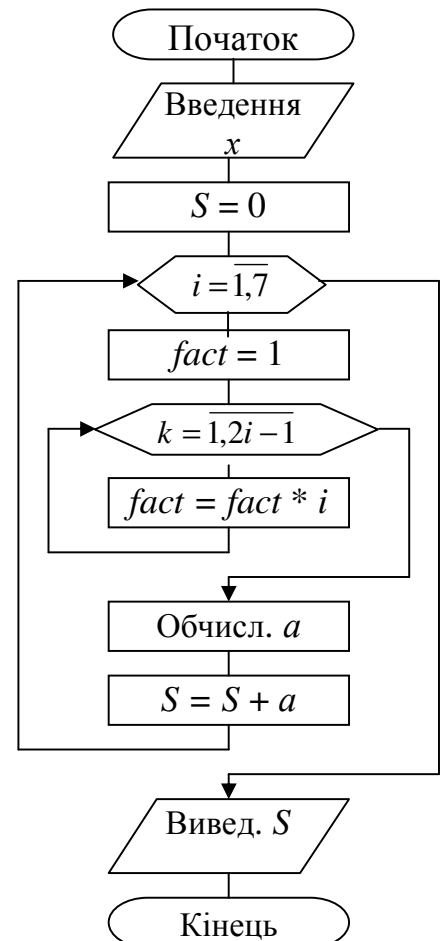 Початок
Введення
x
S = 0
i = 1,7
fact = 1
k = 1,2i − 1
fact = fact * i
Обчисл. a
S = S + a
Вивед. S
Кінець